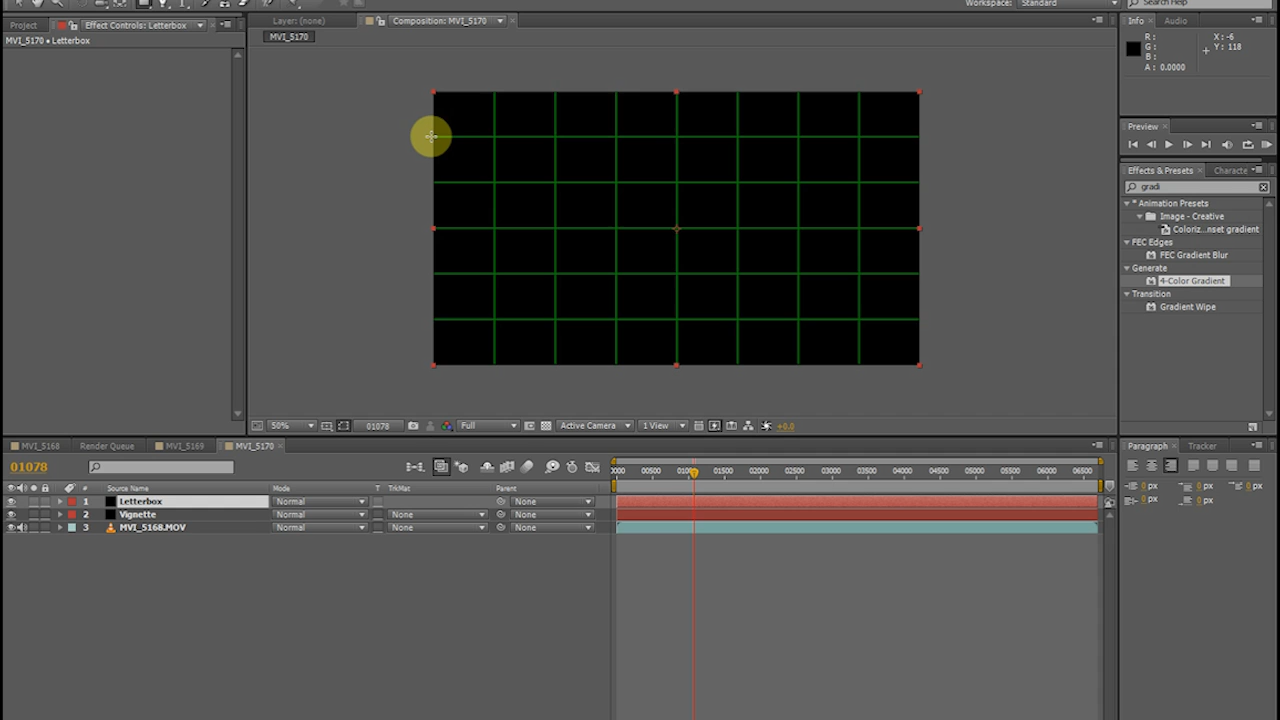 Workspace: Standard Search Help
Project Effect Controls: Letterbox
Layer: (none) Composition: MVI_5170
Info Audio
MVI_5170 • Letterbox
MVI_5170
R: X: -6
G: Y: 118
B:
A: 0.0000
Preview
Effects & Presets Characte
gradi
* Animation Presets
Image - Creative
Coloriz...nset gradient
FEC Edges
FEC Gradient Blur
Generate
4-Color Gradient
Transition
Gradient Wipe
50% 01078 Full Active Camera 1 View +0.0
MVI_5168 Render Queue MVI_5169 MVI_5170
Paragraph Tracker
01078
0000 00500 01500 02000 02500 03000 03500 04000 04500 05000 05500 06000 06500
# Source Name Mode T TrkMat Parent
1 Letterbox Normal None
2 Vignette Normal None None
3 MVI_5168.MOV Normal None None
0 px 0 px 0 px
0 px 0 px